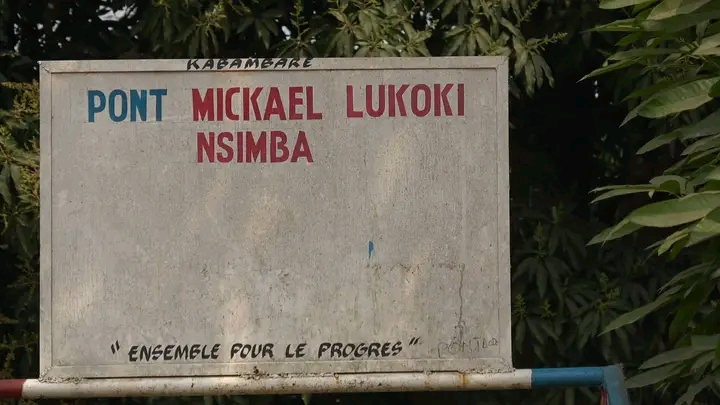 KABAMBARE
PONT MICKAEL LUKOKI
NSIMBA
" ENSEMBLE POUR LE PROGRES "